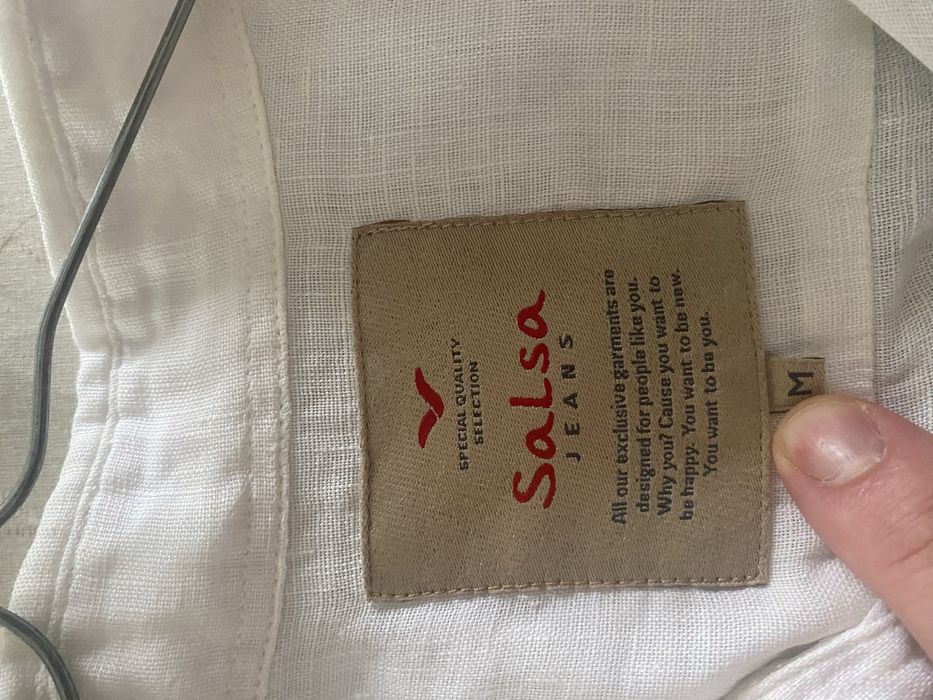 SPECIAL QUALITY
SELECTION
SaLsa
JEANS
All our exclusive garments are
designed for people like you.
Why you? Cause you want to
be happy. You want to be new.
You want to be you.
M